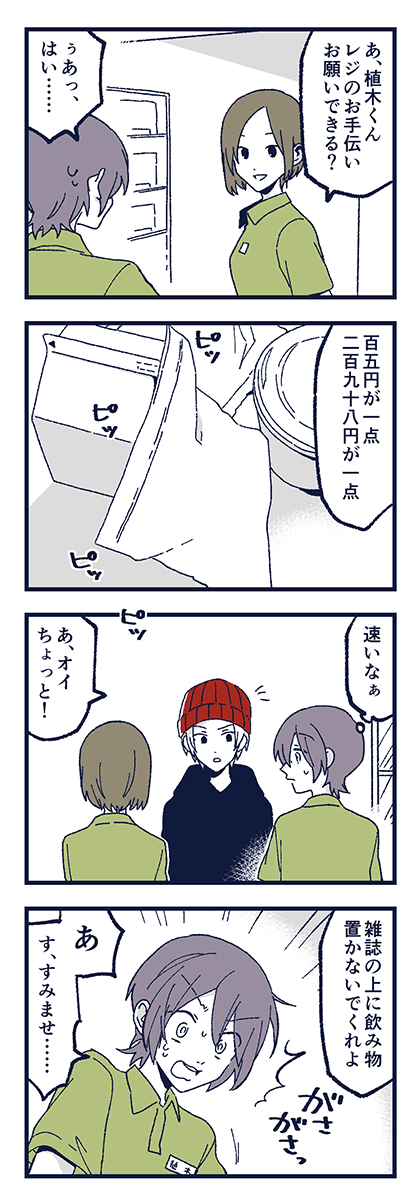 あ、植木くん
レジのお手伝い
お願いできる？
ぅあっ、
はい……
百五円が一点
二百九十八円が一点
ピッ
ピッ
ピッ
ピッ
速いなぁ
あ、オイ
ちょっと！
雑誌の上に飲み物
置かないでくれよ
がさ
がさっ
あ
す、すみませ……
植木